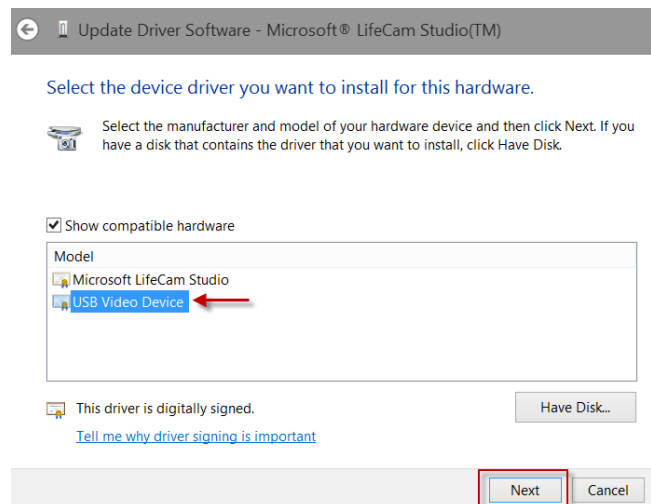 Update Driver Software - Microsoft® LifeCam Studio(TM)
Select the device driver you want to install for this hardware.
Select the manufacturer and model of your hardware device and then click Next. If you
have a disk that contains the driver that you want to install, click Have Disk.
Show compatible hardware
Model
Microsoft LifeCam Studio
USB Video Device
This driver is digitally signed.
Have Disk...
Tell me why driver signing is important
Next
Cancel